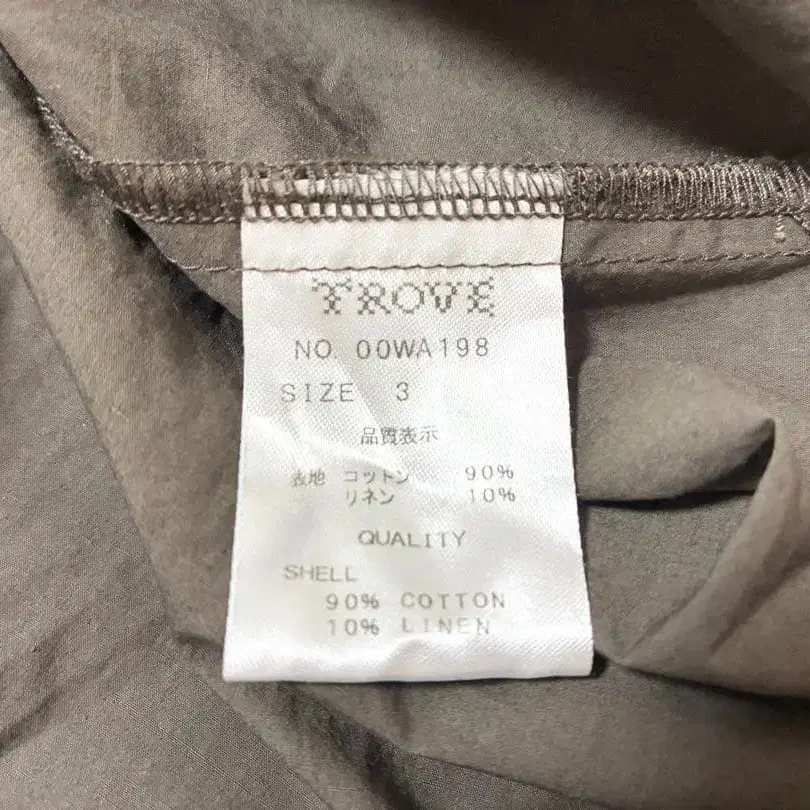 TROVE
NO. 00WA198
SIZE 3
品質表示
表地 コットン 90%
リネン 10%
QUALITY
SHELL
90% COTTON
10% LINEN